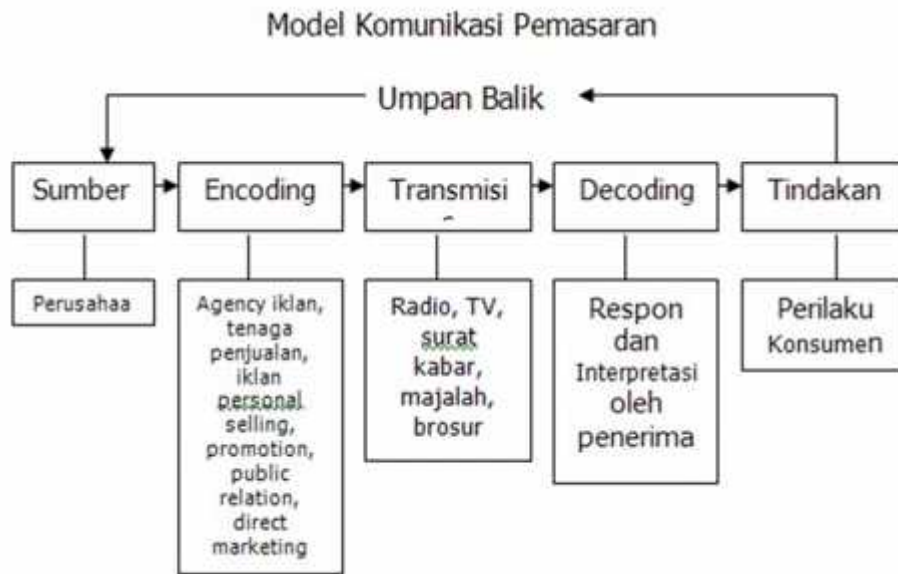 Model Komunikasi Pemasaran
Umpan Balik
Sumber
Encoding
Transmisi
Decoding
Tindakan
Perusahaa
Agency iklan,
tenaga
penjualan,
iklan
personal
selling,
promotion,
public
relation,
direct
marketing
Radio, TV,
surat
kabar,
majalah,
brosur
Respon
dan
Interpretasi
oleh
penerima
Perilaku
Konsumen